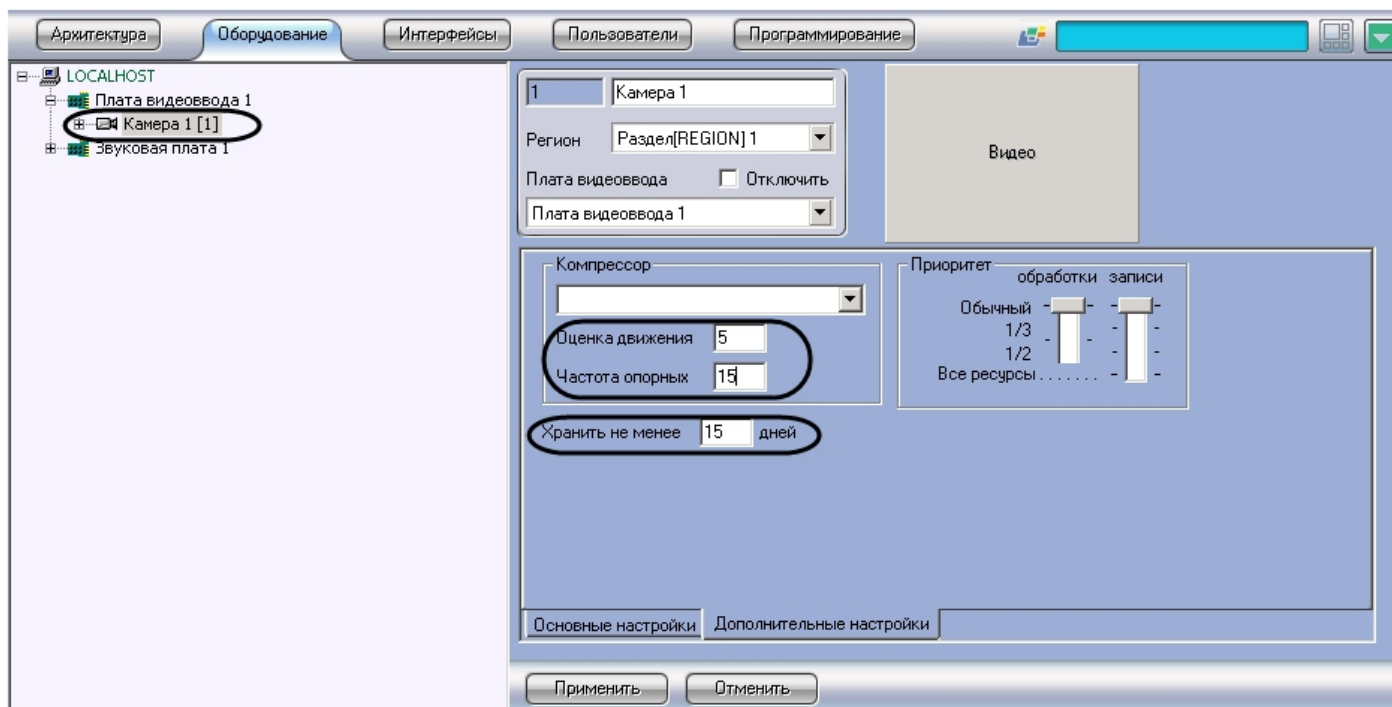 Архитектура Оборудование Интерфейсы Пользователи Программирование
LOCALHOST
Плата видеоввода 1
Камера 1 [1]
Звуковая плата 1
1 Камера 1
Регион Раздел[REGION] 1
Плата видеоввода Отключить
Плата видеоввода 1
Видео
Компрессор
Оценка движения 5
Частота опорных 15
Хранить не менее 15 дней
Приоритет
обработки записи
Обычный
1/3
1/2
Все ресурсы.......
Основные настройки Дополнительные настройки
Применить Отменить